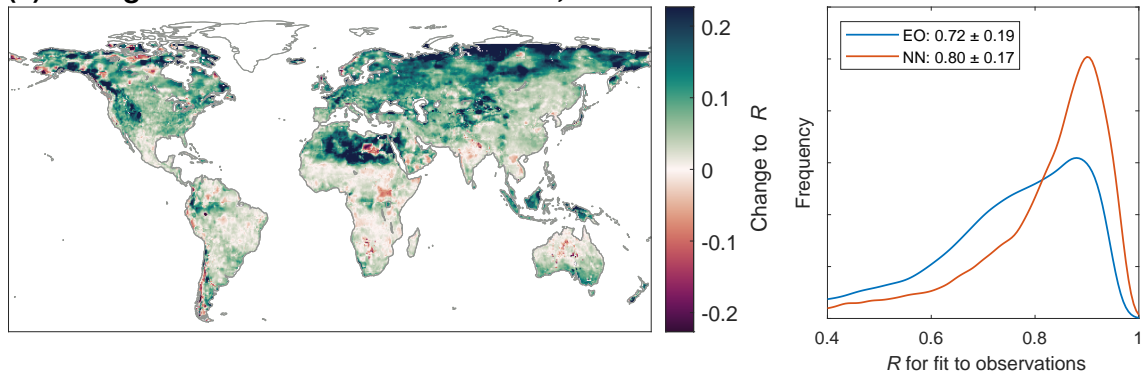 0.2
0.1
0
-0.1
-0.2
Change to R
EO: 0.72 ± 0.19
NN: 0.80 ± 0.17
Frequency
0.4
0.6
0.8
1
R for fit to observations